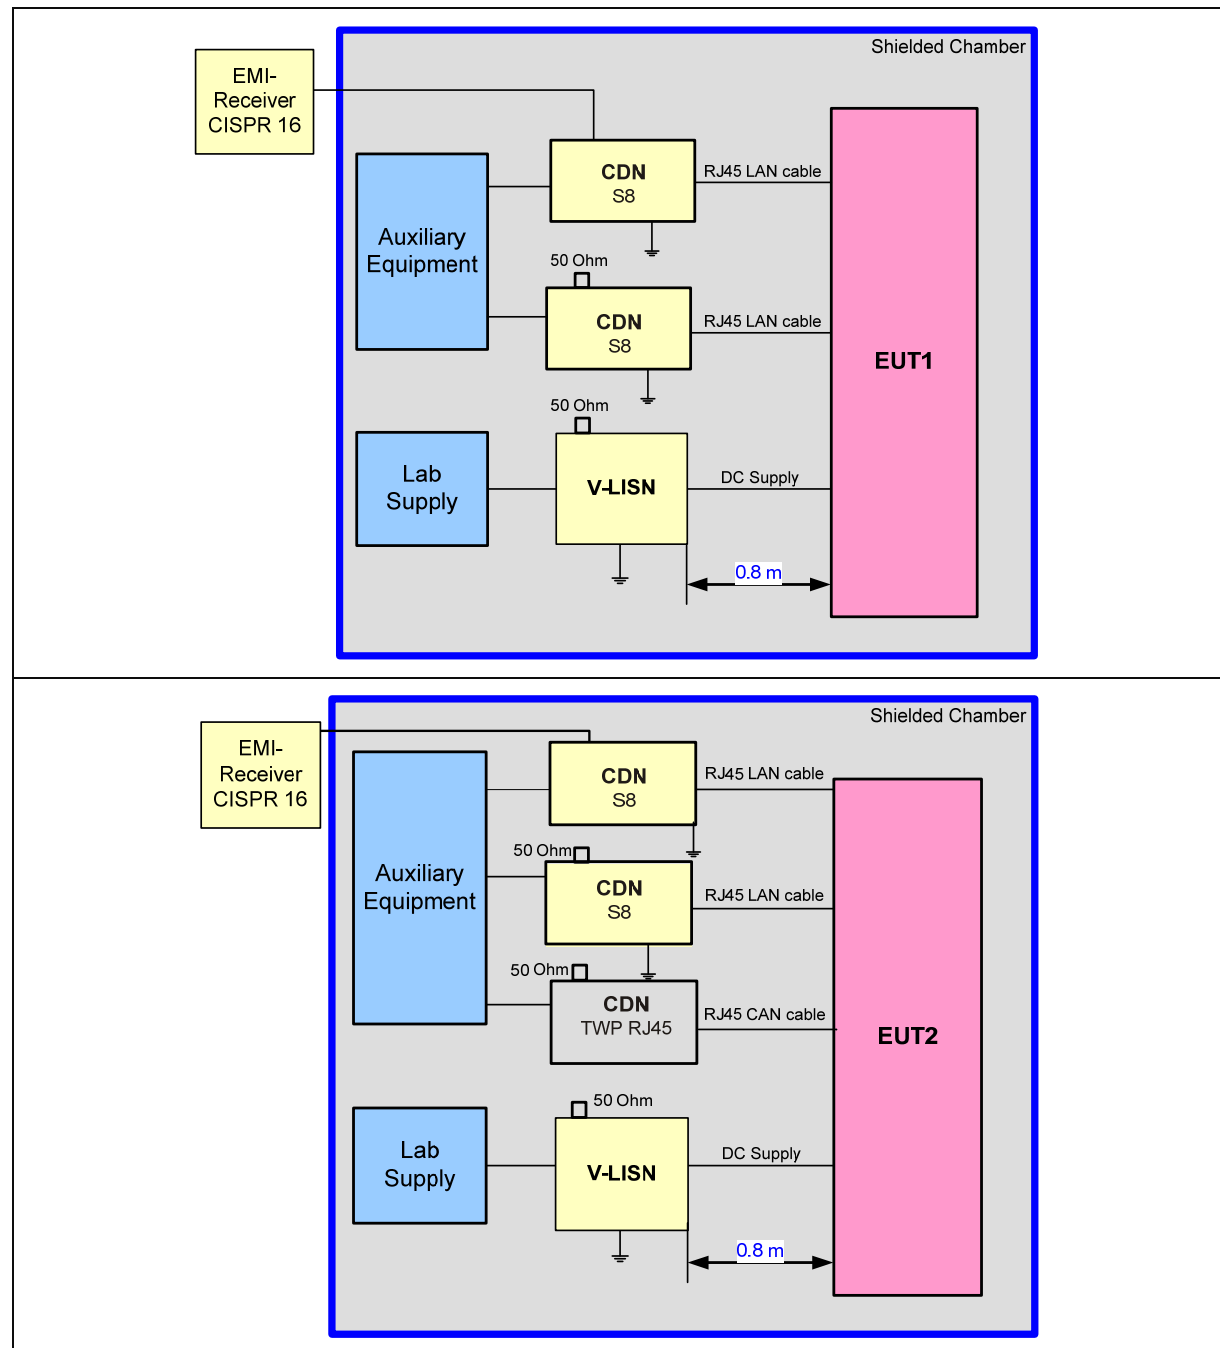 Shielded Chamber
EMI-
Receiver
CISPR 16
CDN
S8
RJ45 LAN cable
Auxiliary
Equipment
50 Ohm
CDN
S8
RJ45 LAN cable
EUT1
50 Ohm
Lab
Supply
V-LISN
DC Supply
0.8 m
Shielded Chamber
EMI-
Receiver
CISPR 16
CDN
S8
RJ45 LAN cable
Auxiliary
Equipment
50 Ohm
CDN
S8
RJ45 LAN cable
50 Ohm
CDN
TWP RJ45
RJ45 CAN cable
EUT2
50 Ohm
Lab
Supply
V-LISN
DC Supply
0.8 m